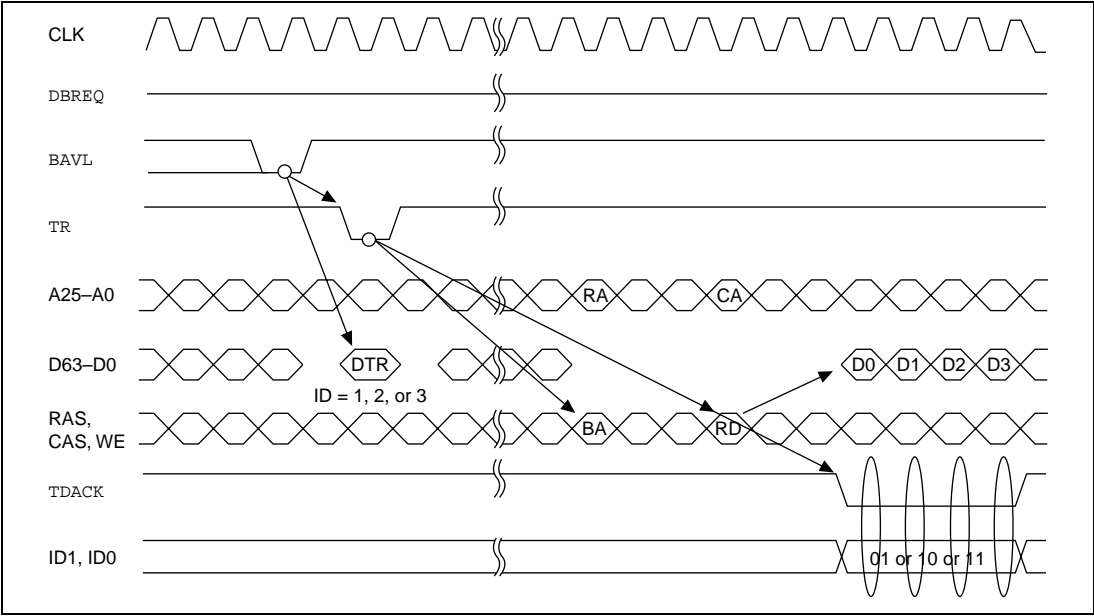 CLK
DBREQ
BAVL
TR
A25–A0
RA
CA
D63–D0
DTR
D0
D1
D2
D3
ID = 1, 2, or 3
RAS,
CAS, WE
BA
RD
TDACK
ID1, ID0
01 or 10 or 11